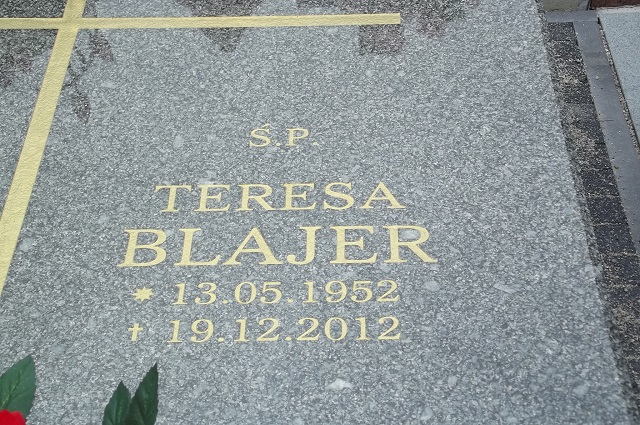 Ś.P.
TERESA
BLAJER
* 13.05.1952
† 19.12.2012